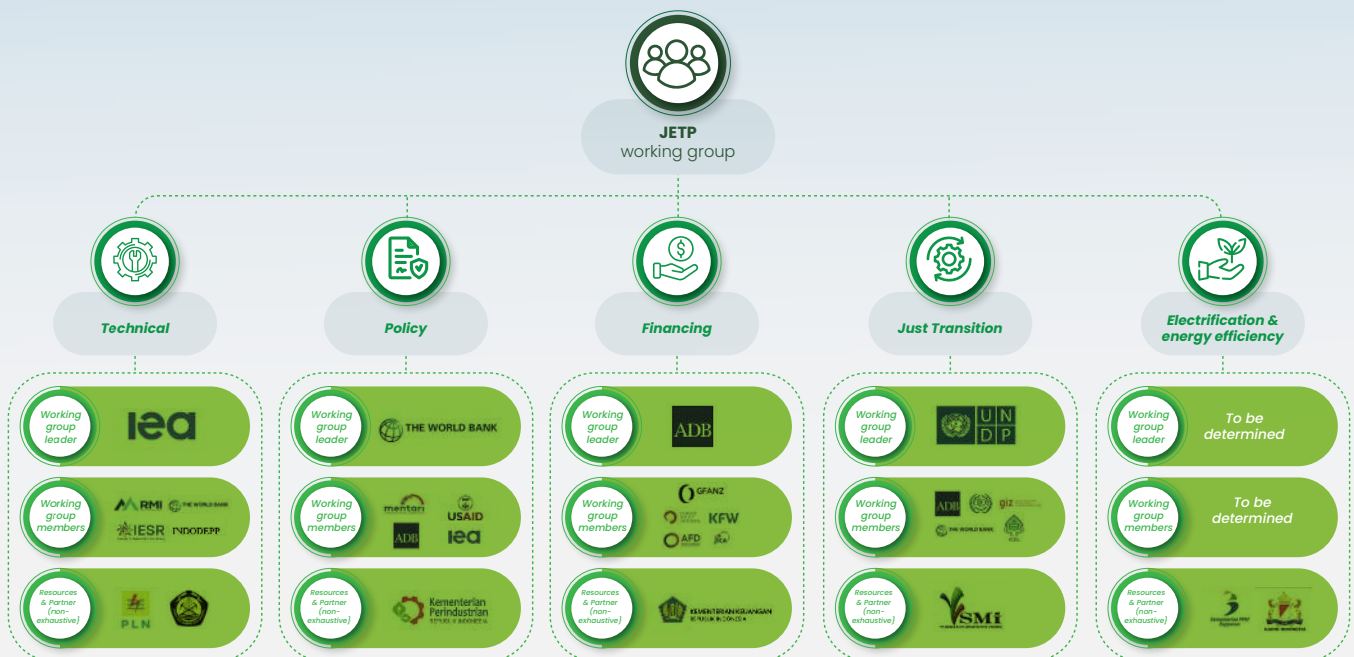 JETP
working group
Technical
Policy
Financing
Just Transition
Electrification &
energy efficiency
Working
group
leader
iea
Working
group
leader
THE WORLD BANK
Working
group
leader
ADB
Working
group
leader
U N
D P
Working
group
leader
To be
determined
Working
group
members
RMI
THE WORLD BANK
IESR
INDODEPP
Working
group
members
mentari
USAID
ADB
iea
Working
group
members
GFANZ
KFW
AFD
Working
group
members
ADB
giz
THE WORLD BANK
Working
group
members
To be
determined
Resources
& Partner
(non-
exhaustive)
PLN
Resources
& Partner
(non-
exhaustive)
Kementerian
Perindustrian
REPUBLIK INDONESIA
Resources
& Partner
(non-
exhaustive)
KEMENTERIAN KEUANGAN
REPUBLIK INDONESIA
Resources
& Partner
(non-
exhaustive)
SMi
Resources
& Partner
(non-
exhaustive)
KADIN INDONESIA